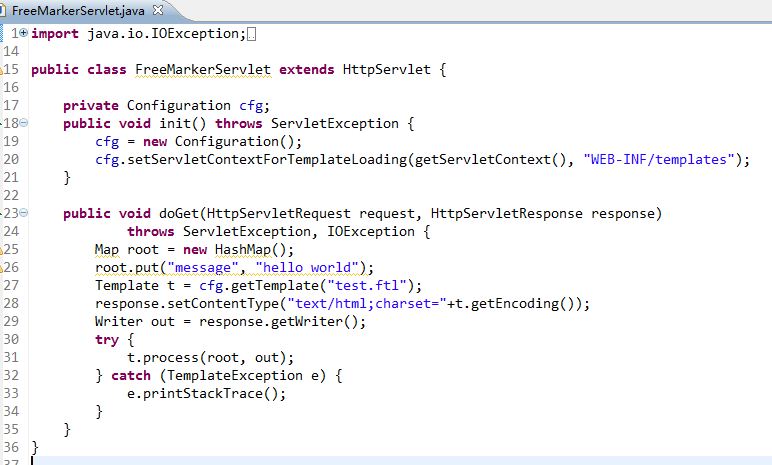 FreeMarkerServlet.java
1 import java.io.IOException;
14
15 public class FreeMarkerServlet extends HttpServlet {
16
17     private Configuration cfg;
18     public void init() throws ServletException {
19         cfg = new Configuration();
20         cfg.setServletContextForTemplateLoading(getServletContext(), "WEB-INF/templates");
21     }
22
23     public void doGet(HttpServletRequest request, HttpServletResponse response)
24             throws ServletException, IOException {
25         Map root = new HashMap();
26         root.put("message", "hello world");
27         Template t = cfg.getTemplate("test.ftl");
28         response.setContentType("text/html;charset="+t.getEncoding());
29         Writer out = response.getWriter();
30         try {
31             t.process(root, out);
32         } catch (TemplateException e) {
33             e.printStackTrace();
34         }
35     }
36 }
37